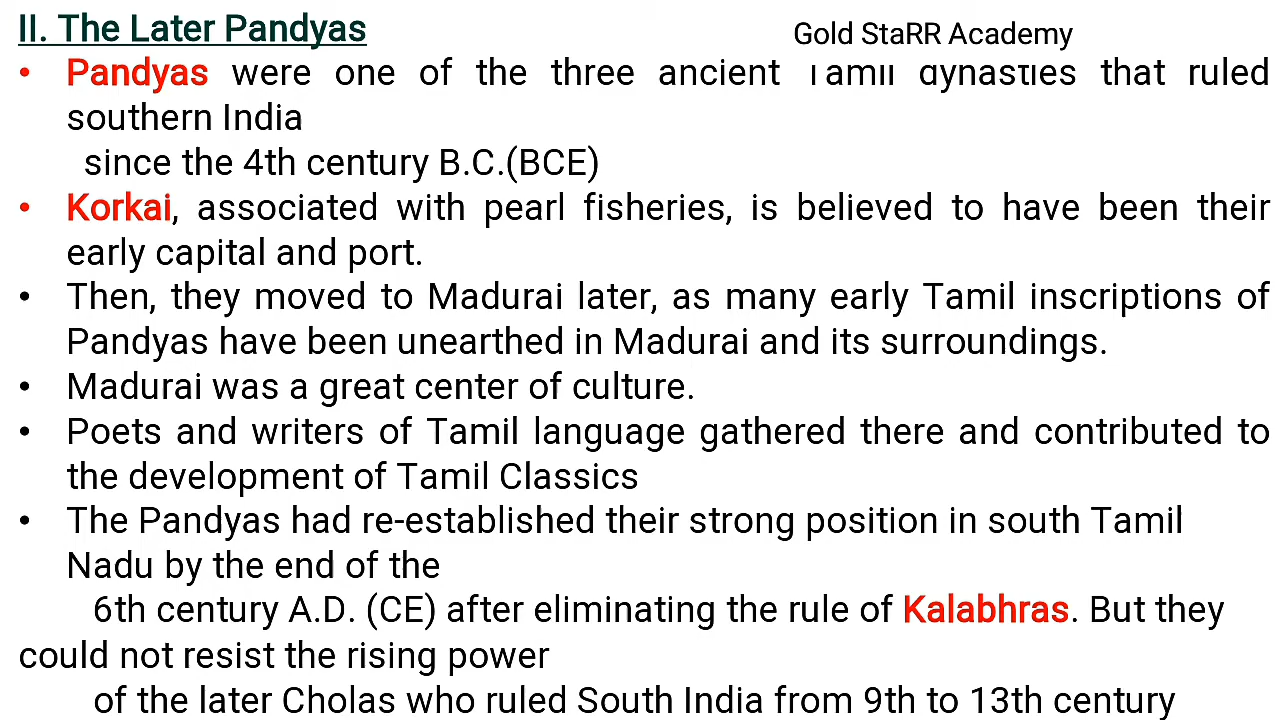 II. The Later Pandyas
Gold StaRR Academy
• Pandyas were one of the three ancient Tamil dynasties that ruled
southern India
since the 4th century B.C.(BCE)
• Korkai, associated with pearl fisheries, is believed to have been their
early capital and port.
• Then, they moved to Madurai later, as many early Tamil inscriptions of
Pandyas have been unearthed in Madurai and its surroundings.
• Madurai was a great center of culture.
• Poets and writers of Tamil language gathered there and contributed to
the development of Tamil Classics
• The Pandyas had re-established their strong position in south Tamil
Nadu by the end of the
6th century A.D. (CE) after eliminating the rule of Kalabhras. But they
could not resist the rising power
of the later Cholas who ruled South India from 9th to 13th century